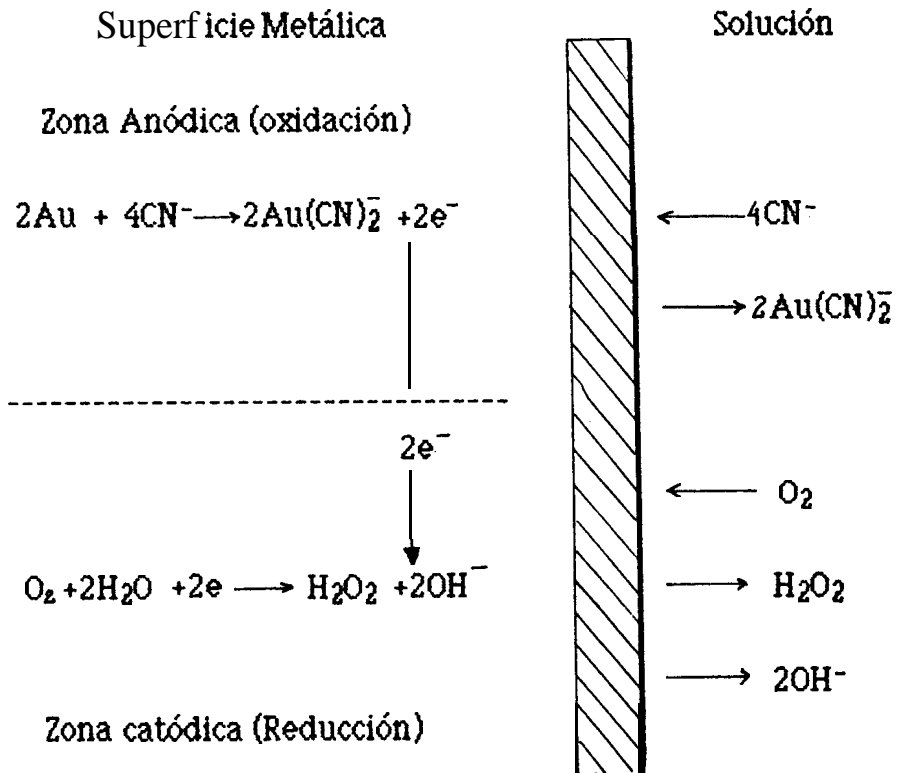 Superficie Metálica
Solución
Zona Anódica (oxidación)
2Au + 4CN⁻ → 2Au(CN)₂⁻ +2e⁻
← 4CN⁻
→ 2Au(CN)₂⁻
2e⁻
← O₂
O₂ +2H₂O +2e → H₂O₂ +2OH⁻
→ H₂O₂
→ 2OH⁻
Zona catódica (Reducción)